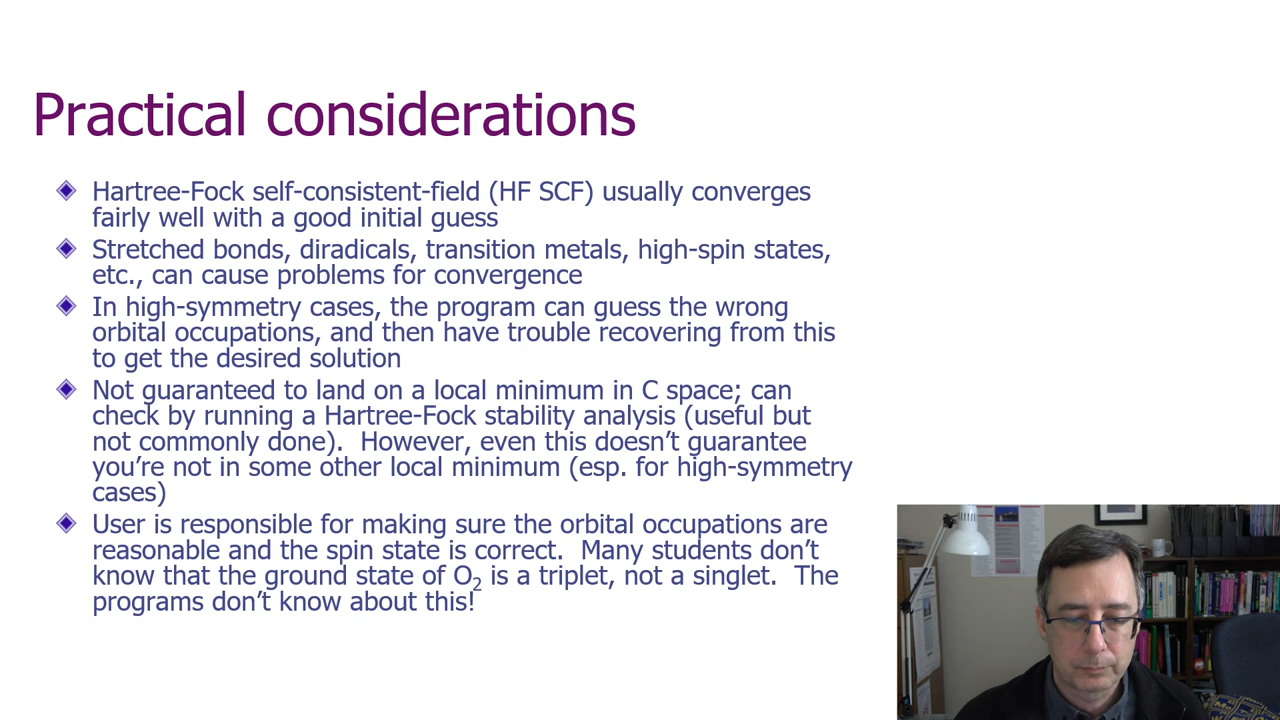 Practical considerations
Hartree-Fock self-consistent-field (HF SCF) usually converges
fairly well with a good initial guess
Stretched bonds, diradicals, transition metals, high-spin states,
etc., can cause problems for convergence
In high-symmetry cases, the program can guess the wrong
orbital occupations, and then have trouble recovering from this
to get the desired solution
Not guaranteed to land on a local minimum in C space; can
check by running a Hartree-Fock stability analysis (useful but
not commonly done).  However, even this doesn’t guarantee
you’re not in some other local minimum (esp. for high-symmetry
cases)
User is responsible for making sure the orbital occupations are
reasonable and the spin state is correct.  Many students don’t
know that the ground state of O₂ is a triplet, not a singlet.  The
programs don’t know about this!